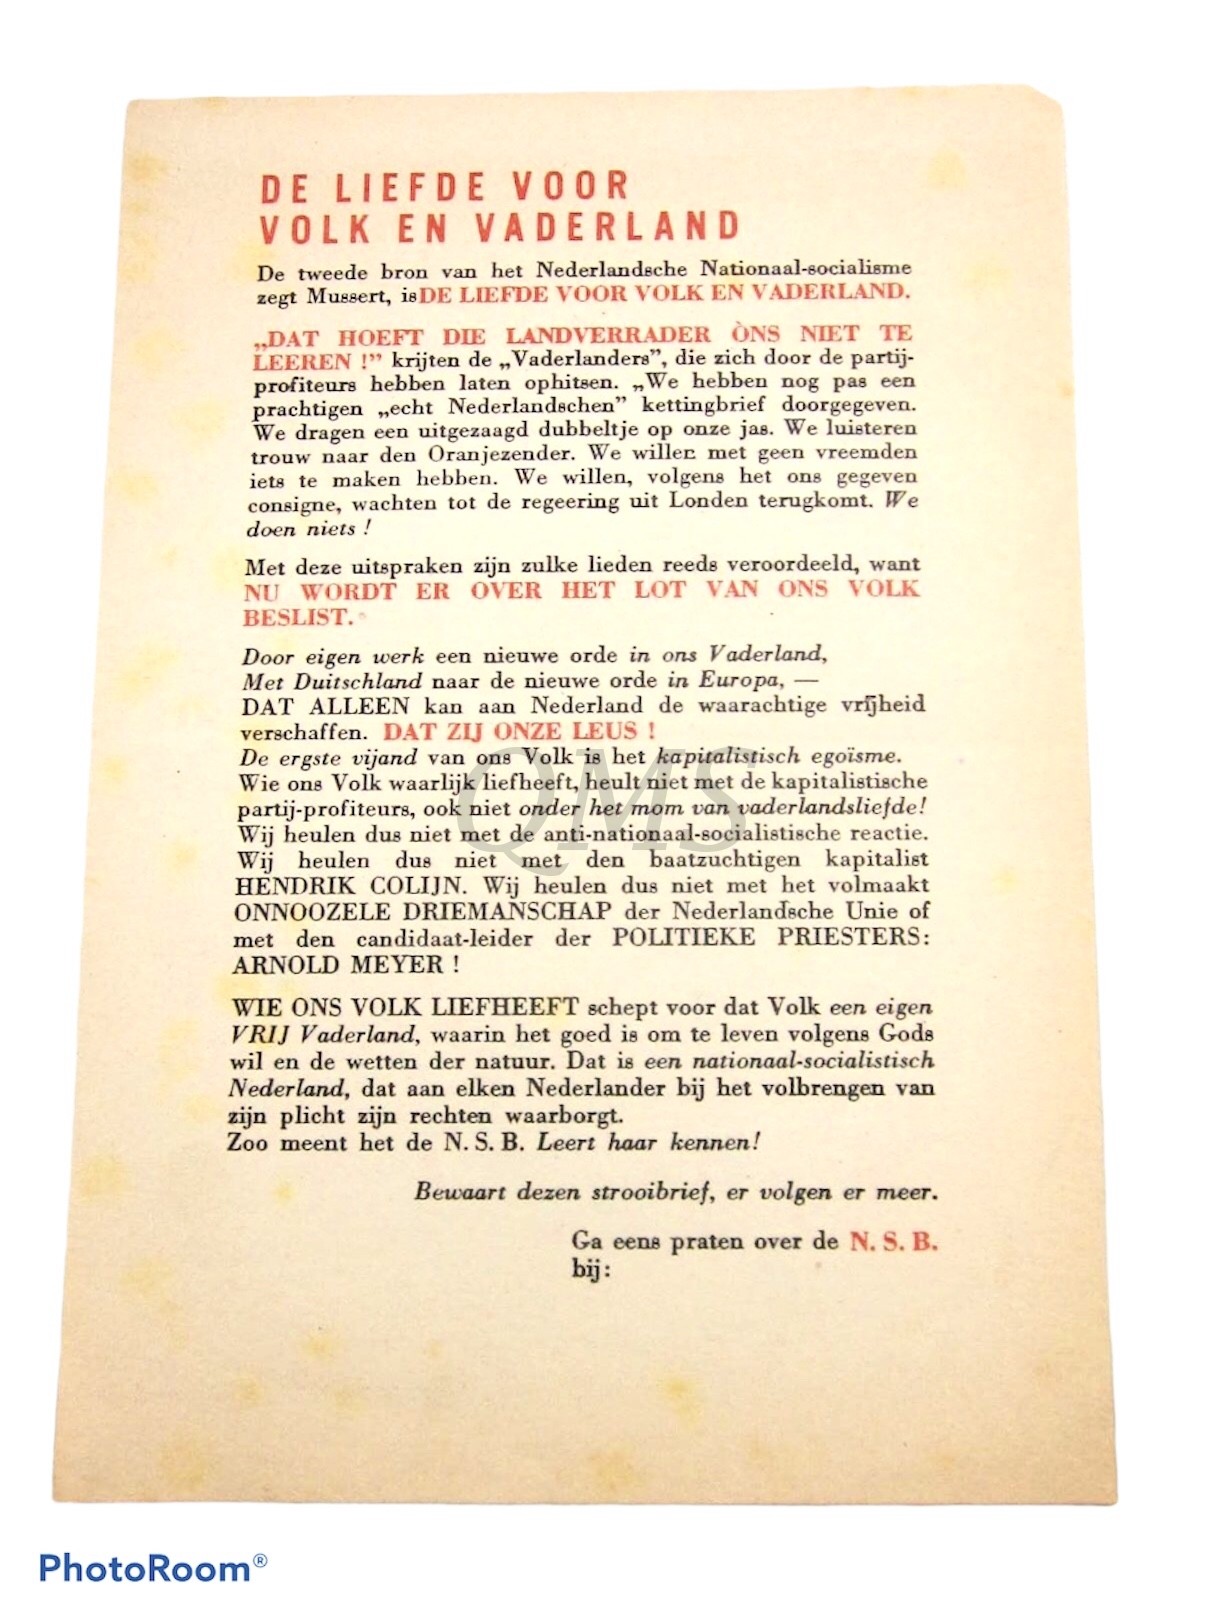 DE LIEFDE VOOR
VOLK EN VADERLAND
De tweede bron van het Nederlandsche Nationaal-socialisme
zegt Mussert, is DE LIEFDE VOOR VOLK EN VADERLAND.
„DAT HOEFT DIE LANDVERRADER ÒNS NIET TE
LEEREN !” krijten de „Vaderlanders”, die zich door de partij-
profiteurs hebben laten ophitsen. „We hebben nog pas een
prachtigen „echt Nederlandschen” kettingbrief doorgegeven.
We dragen een uitgezaagd dubbeltje op onze jas. We luisteren
trouw naar den Oranjezender. We willen met geen vreemden
iets te maken hebben. We willen, volgens het ons gegeven
consigne, wachten tot de regeering uit Londen terugkomt. We
doen niets !
Met deze uitspraken zijn zulke lieden reeds veroordeeld, want
NU WORDT ER OVER HET LOT VAN ONS VOLK
BESLIST.
Door eigen werk een nieuwe orde in ons Vaderland,
Met Duitschland naar de nieuwe orde in Europa, —
DAT ALLEEN kan aan Nederland de waarachtige vrijheid
verschaffen. DAT ZIJ ONZE LEUS !
De ergste vijand van ons Volk is het kapitalistisch egoïsme.
Wie ons Volk waarlijk liefheeft, heult niet met de kapitalistische
partij-profiteurs, ook niet onder het mom van vaderlandsliefde!
Wij heulen dus niet met de anti-nationaal-socialistische reactie.
Wij heulen dus niet met den baatzuchtigen kapitalist
HENDRIK COLIJN. Wij heulen dus niet met het volmaakt
ONNOOZELE DRIEMANSCHAP der Nederlandsche Unie of
met den candidaat-leider der POLITIEKE PRIESTERS:
ARNOLD MEYER !
WIE ONS VOLK LIEFHEEFT schept voor dat Volk een eigen
VRIJ Vaderland, waarin het goed is om te leven volgens Gods
wil en de wetten der natuur. Dat is een nationaal-socialistisch
Nederland, dat aan elken Nederlander bij het volbrengen van
zijn plicht zijn rechten waarborgt.
Zoo meent het de N. S. B. Leert haar kennen!
Bewaart dezen strooibrief, er volgen er meer.
Ga eens praten over de N. S. B.
bij:
QMS
PhotoRoom®